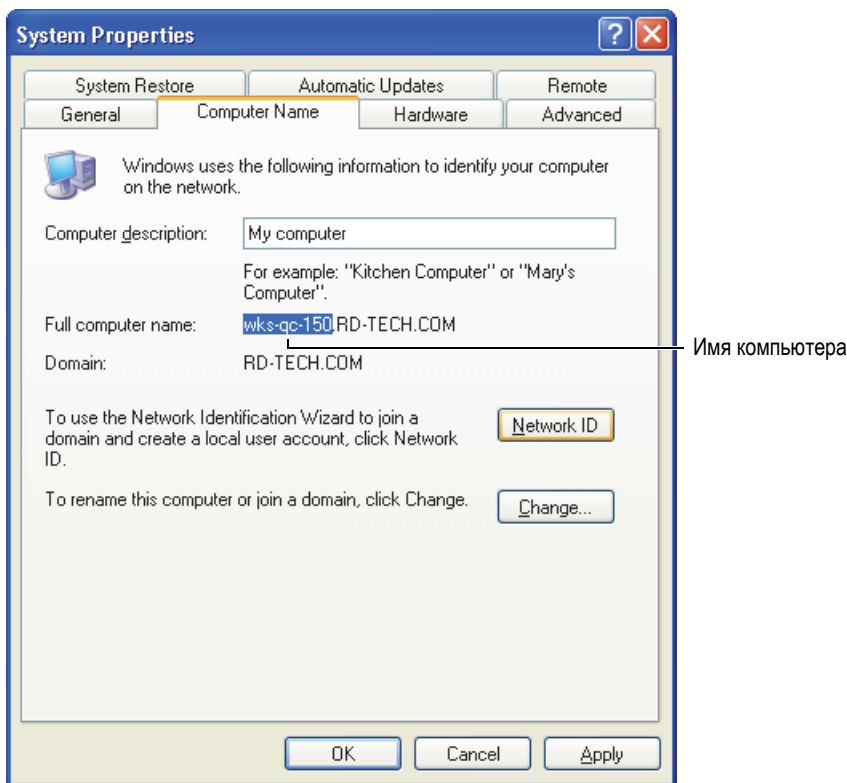 System Properties
System Restore
Automatic Updates
Remote
General
Computer Name
Hardware
Advanced
Windows uses the following information to identify your computer
on the network.
Computer description:
My computer
For example: "Kitchen Computer" or "Mary's
Computer".
Full computer name:
wks-qc-150.RD-TECH.COM
Имя компьютера
Domain:
RD-TECH.COM
To use the Network Identification Wizard to join a
domain and create a local user account, click Network
ID.
Network ID
To rename this computer or join a domain, click Change.
Change...
OK
Cancel
Apply